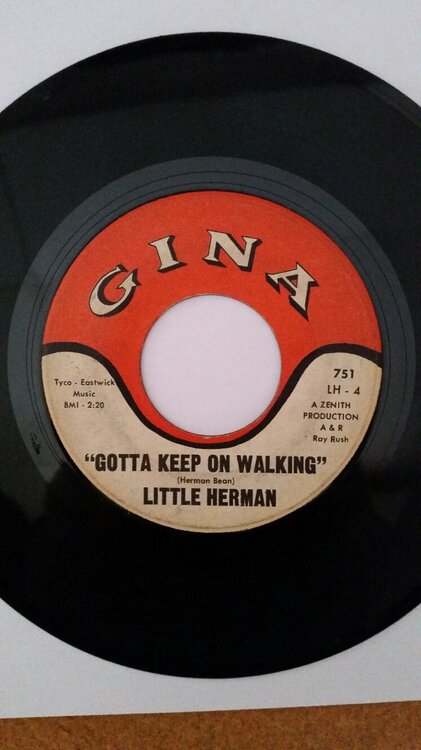 GINA
Tyco - Eastwick
Music
BMI - 2:20
751
LH - 4
A ZENITH
PRODUCTION
A & R
Ray Rush
"GOTTA KEEP ON WALKING"
(Herman Bean)
LITTLE HERMAN